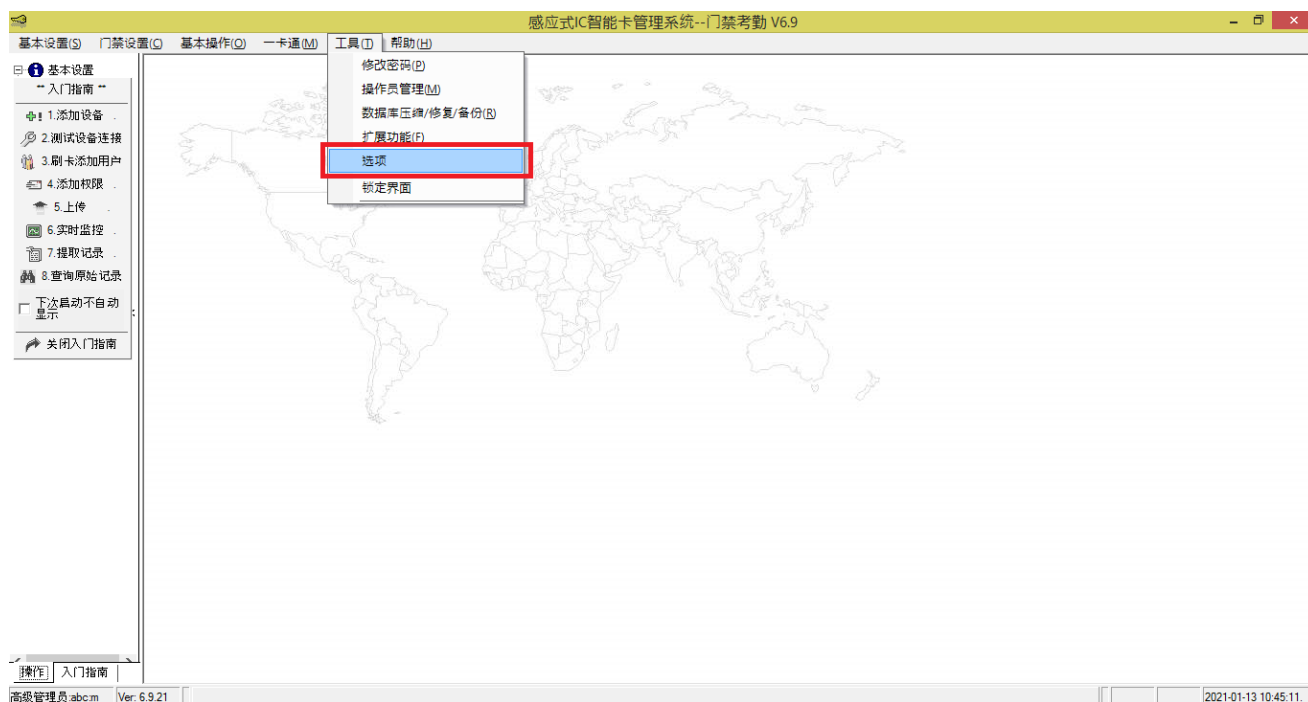 感应式IC智能卡管理系统--门禁考勤 V6.9
基本设置(S) 门禁设置(C) 基本操作(O) 一卡通(M) 工具(T) 帮助(H)
修改密码(P)
操作员管理(M)
数据库压缩/修复/备份(R)
扩展功能(F)
选项
锁定界面
基本设置
** 入门指南 **
1.添加设备 .
2.测试设备连接
3.刷卡添加用户
4.添加权限 .
5.上传 .
6.实时监控 .
7.提取记录 .
8.查询原始记录
下次启动不自动
显示
关闭入门指南
操作 入门指南
高级管理员:abc:m Ver: 6.9.21 2021-01-13 10:45:11.